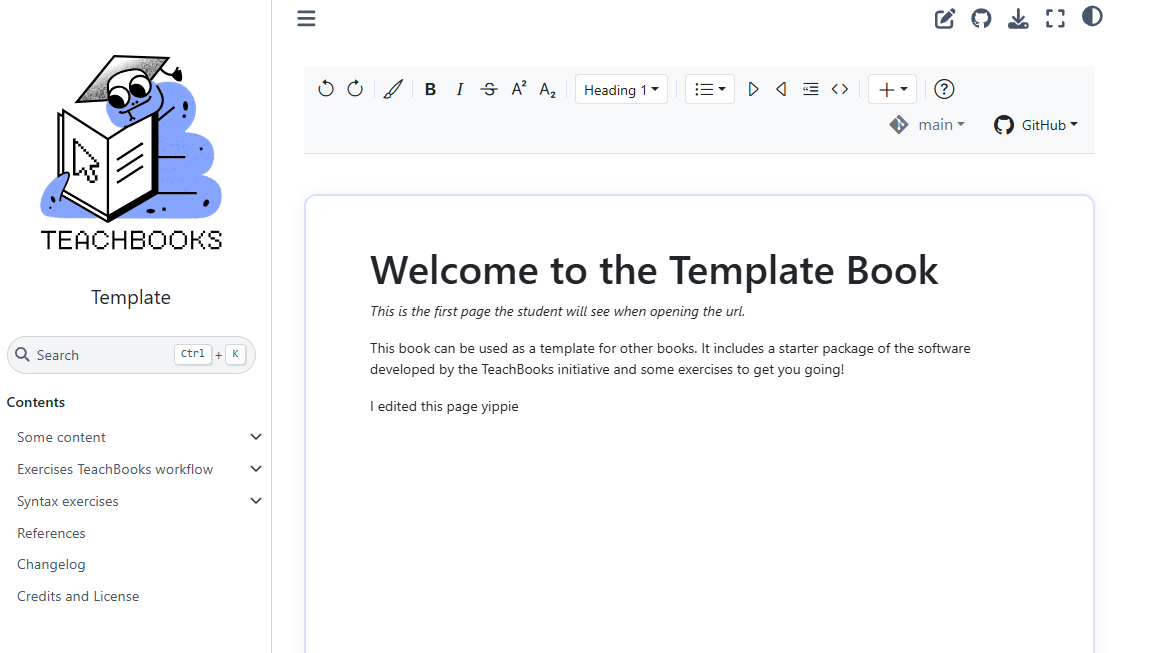 TEACHBOOKS
Template
Search Ctrl + K
Contents
Some content
Exercises TeachBooks workflow
Syntax exercises
References
Changelog
Credits and License
B I S A² A₂ Heading 1
main GitHub
Welcome to the Template Book
This is the first page the student will see when opening the url.
This book can be used as a template for other books. It includes a starter package of the software
developed by the TeachBooks initiative and some exercises to get you going!
I edited this page yippie